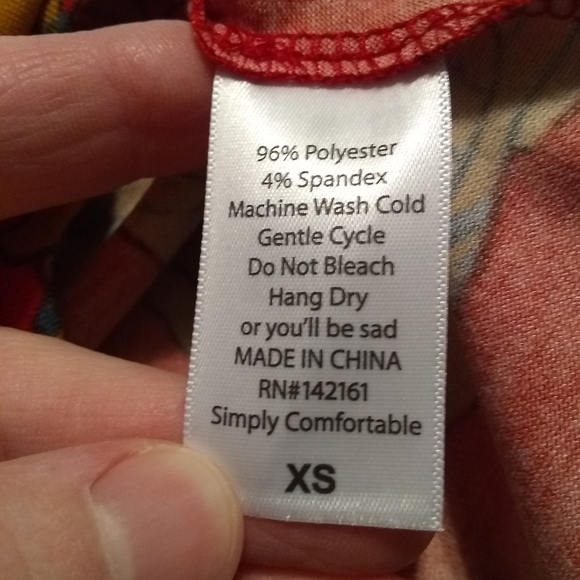 96% Polyester
4% Spandex
Machine Wash Cold
Gentle Cycle
Do Not Bleach
Hang Dry
or you'll be sad
MADE IN CHINA
RN#142161
Simply Comfortable
XS